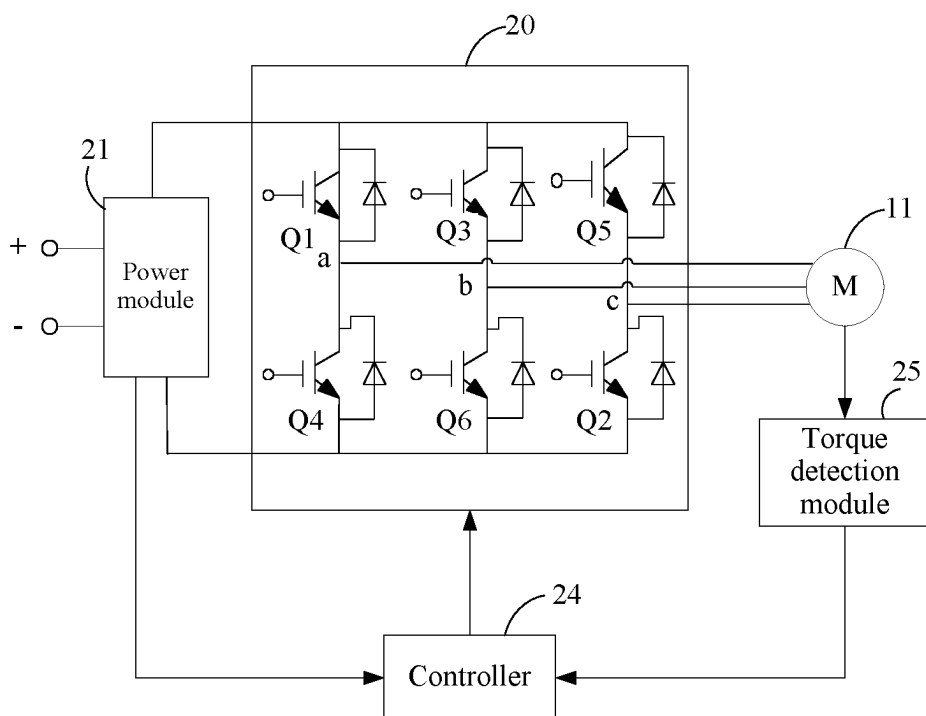 20
21
11
+
-
Power
module
Q1
Q3
Q5
a
b
c
M
Q4
Q6
Q2
25
Torque
detection
module
24
Controller